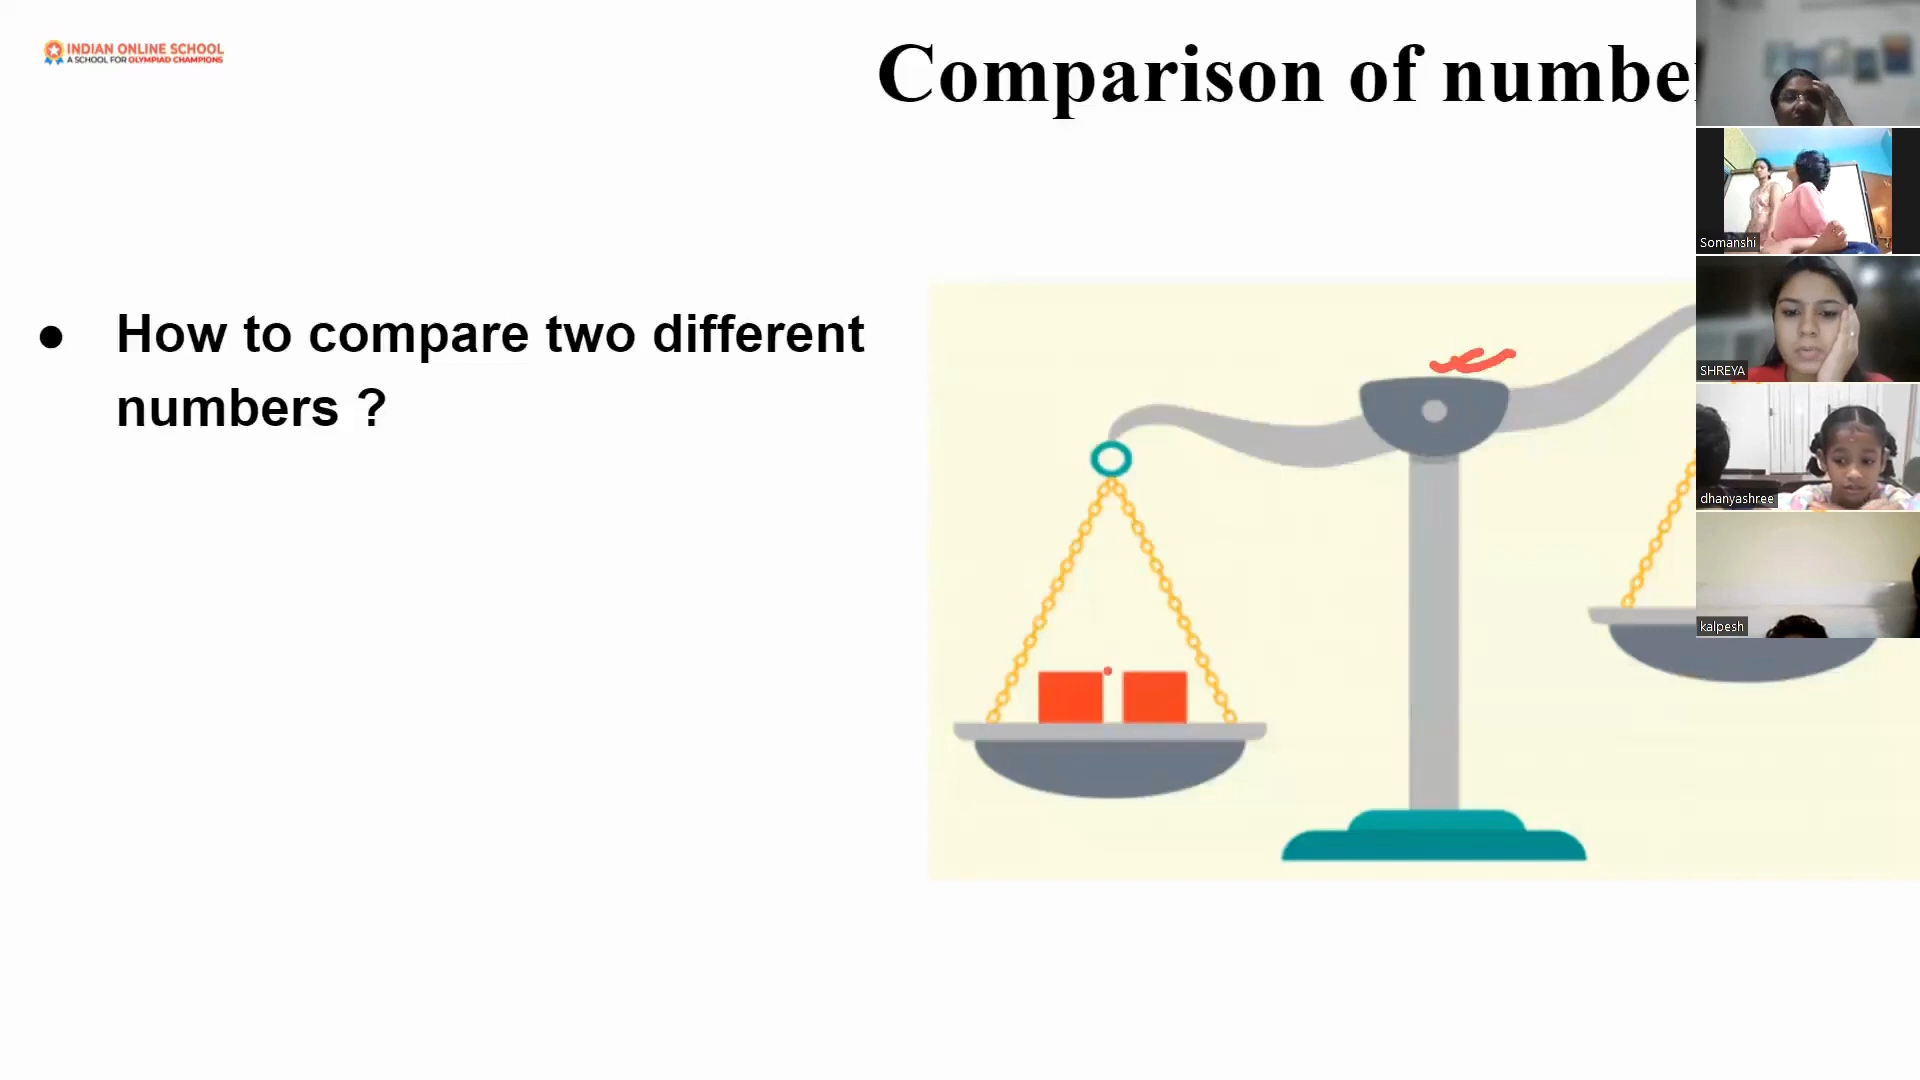 INDIAN ONLINE SCHOOL
A SCHOOL FOR OLYMPIAD CHAMPIONS
Comparison of number
● How to compare two different
numbers ?
Somanshi
SHREYA
dhanyashree
kalpesh